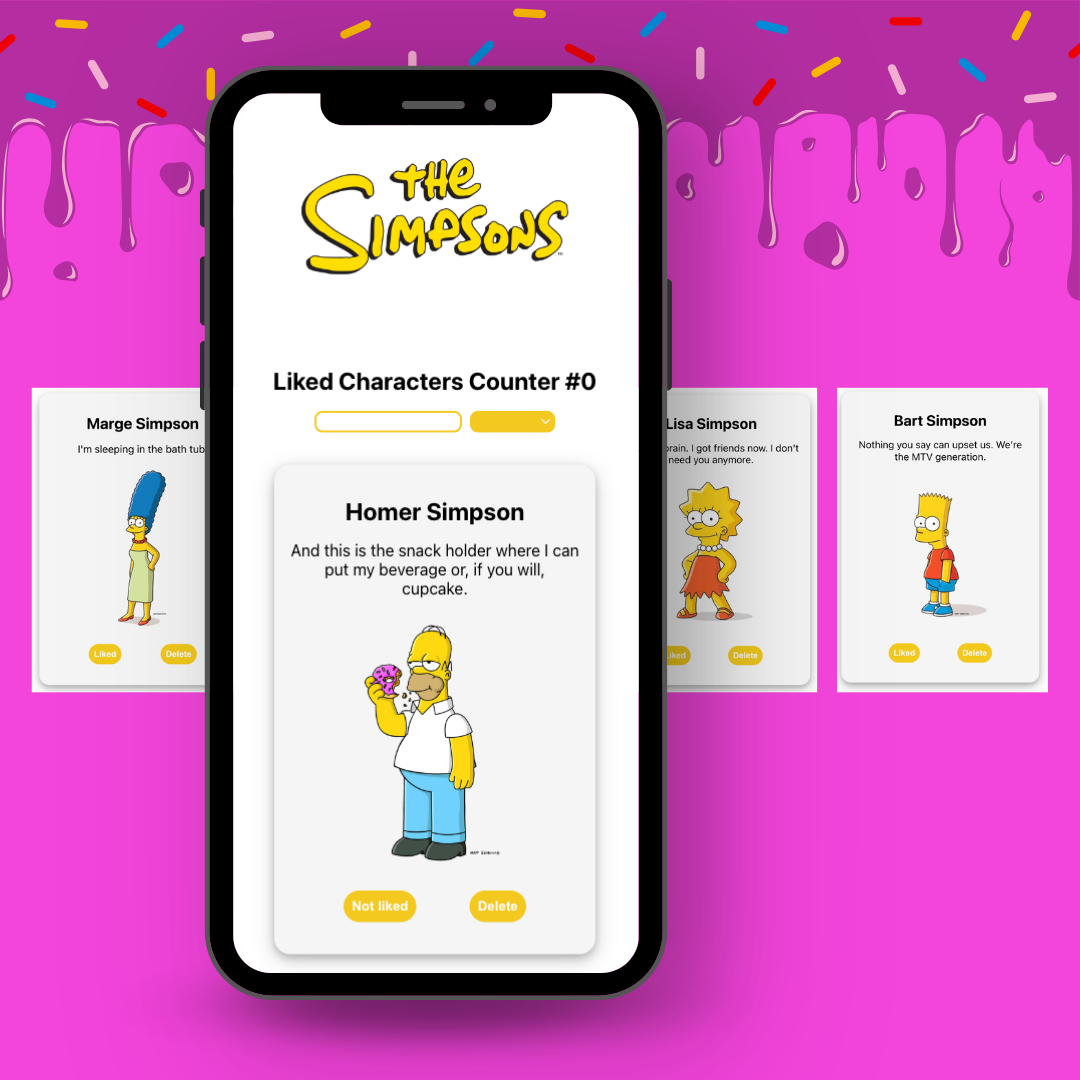 THE
SIMPSONS
Liked Characters Counter #0
Homer Simpson
And this is the snack holder where I can
put my beverage or, if you will,
cupcake.
Not liked
Delete
Marge Simpson
I'm sleeping in the bath tub
Liked
Delete
Lisa Simpson
brain, I got friends now. I don't
need you anymore.
Delete
Bart Simpson
Nothing you say can upset us. We're
the MTV generation.
Liked
Delete